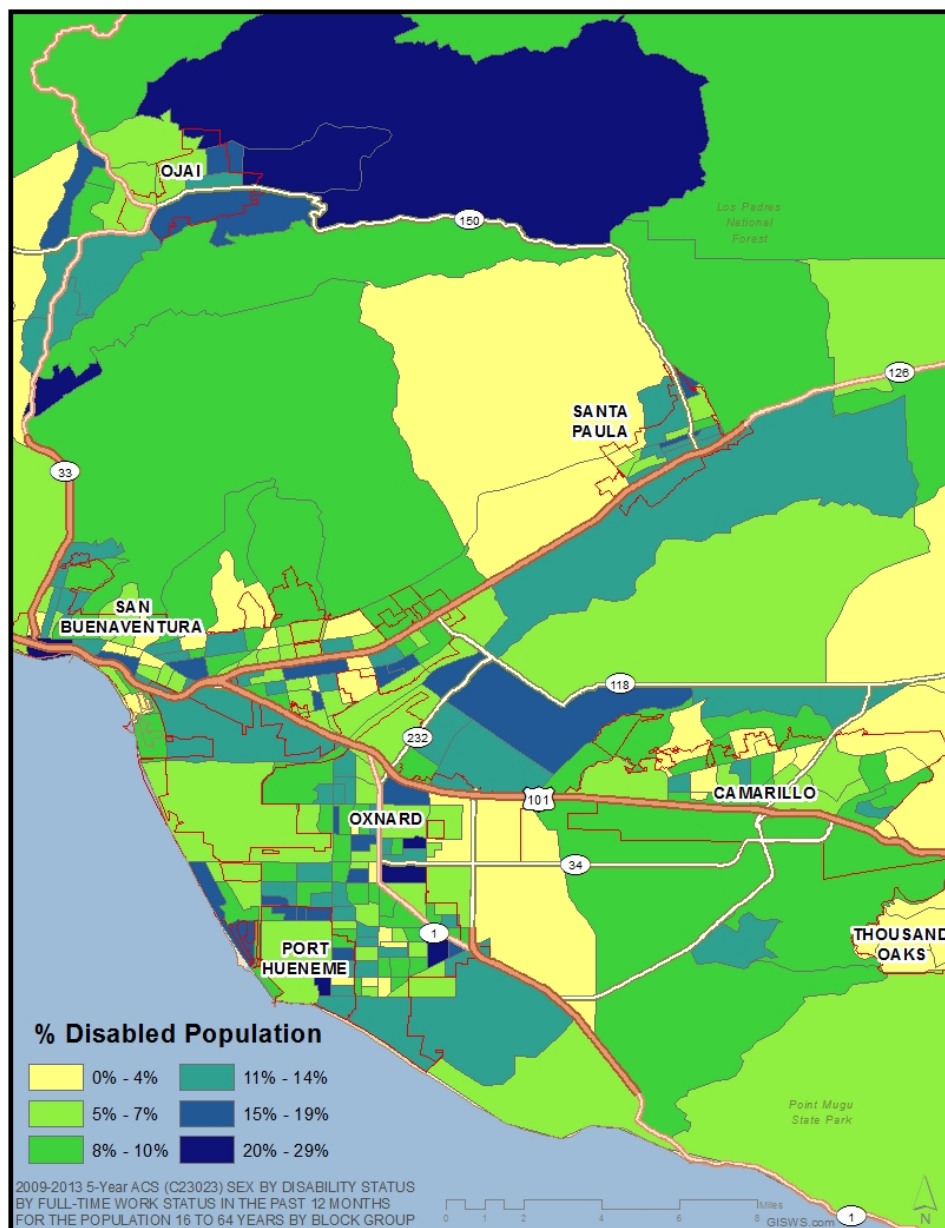 OJAI
150
Los Padres
National
Forest
126
SANTA
PAULA
33
SAN
BUENAVENTURA
118
232
101
CAMARILLO
OXNARD
34
1
THOUSAND
OAKS
PORT
HUENEME
% Disabled Population
0% - 4%
11% - 14%
5% - 7%
15% - 19%
8% - 10%
20% - 29%
Point Mugu
State Park
2009-2013 5-Year ACS (C23023) SEX BY DISABILITY STATUS
BY FULL-TIME WORK STATUS IN THE PAST 12 MONTHS
FOR THE POPULATION 16 TO 64 YEARS BY BLOCK GROUP
Miles
0 1 2 4 6 8
GISWS.com
N
1